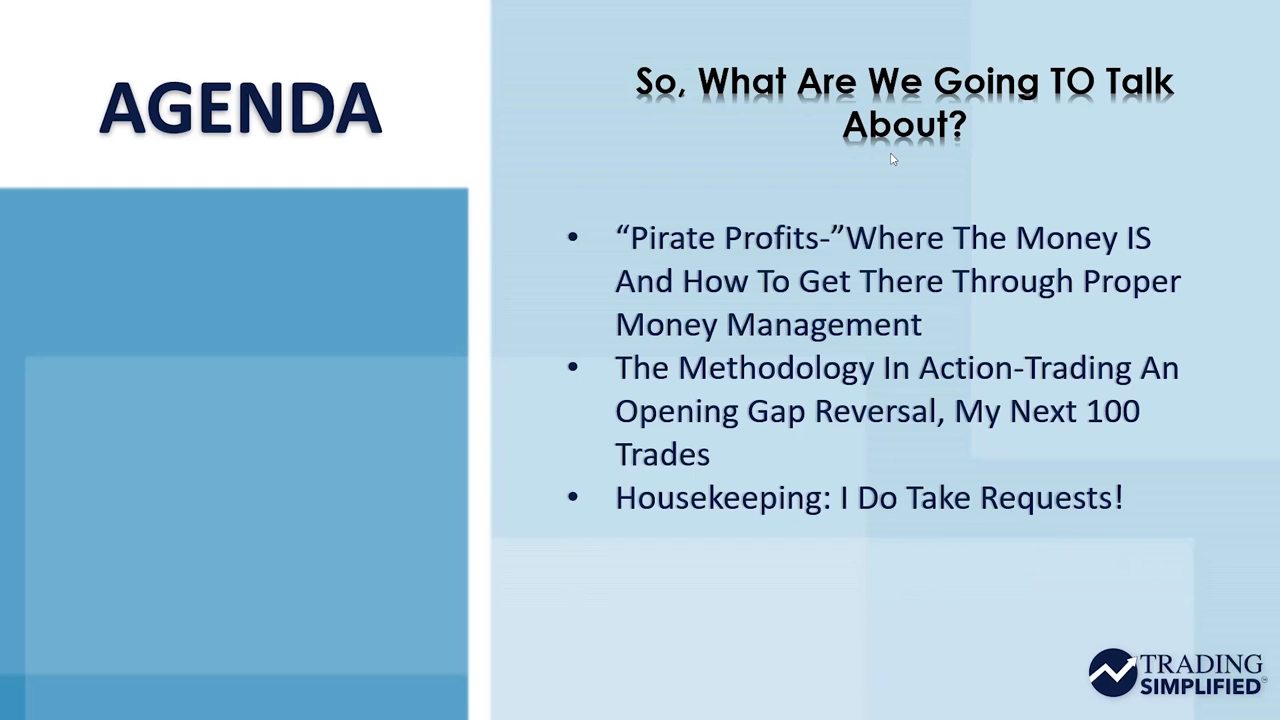 AGENDA
So, What Are We Going TO Talk
About?
• “Pirate Profits-”Where The Money IS
And How To Get There Through Proper
Money Management
• The Methodology In Action-Trading An
Opening Gap Reversal, My Next 100
Trades
• Housekeeping: I Do Take Requests!
TRADING
SIMPLIFIED